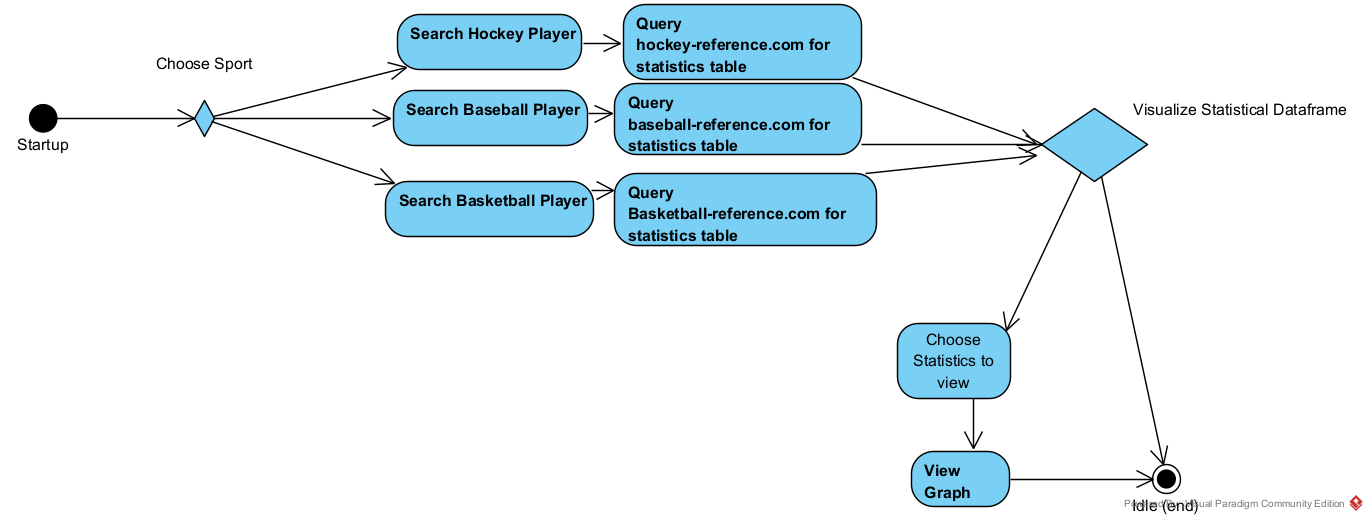 Choose Sport
Startup
Search Hockey Player
Query
hockey-reference.com for
statistics table
Search Baseball Player
Query
baseball-reference.com for
statistics table
Search Basketball Player
Query
Basketball-reference.com for
statistics table
Visualize Statistical Dataframe
Choose
Statistics to
view
View
Graph
Idle (end)
Powered By Visual Paradigm Community Edition